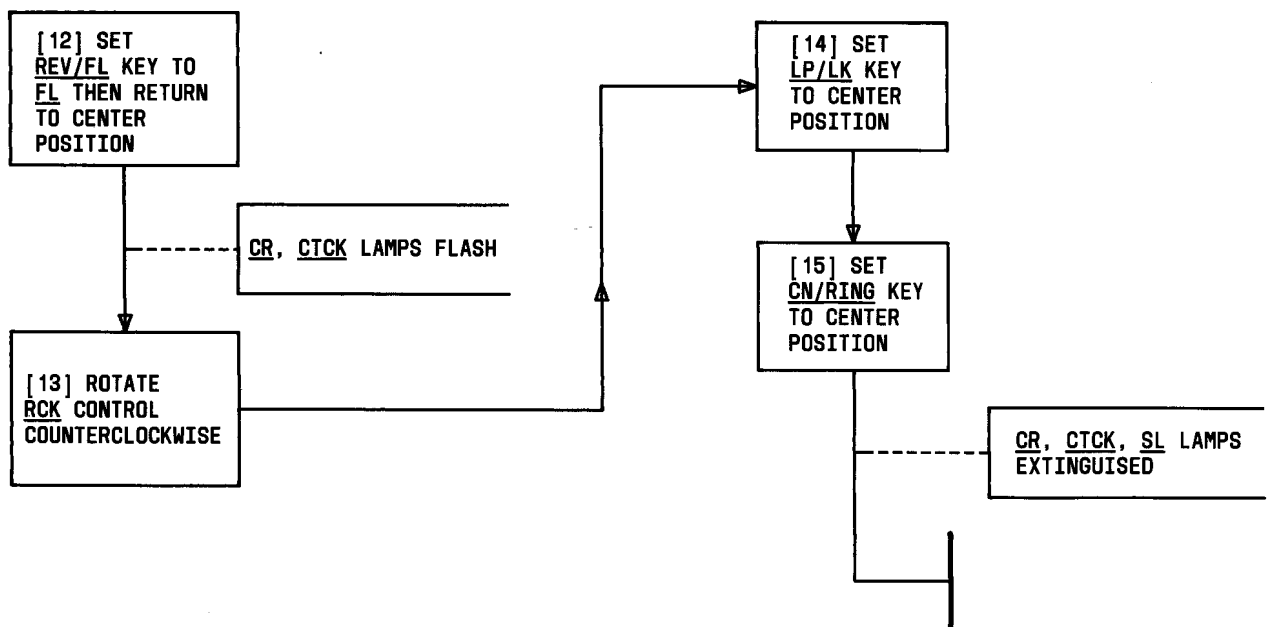 [12] SET
REV/FL KEY TO
FL THEN RETURN
TO CENTER
POSITION
CR, CTCK LAMPS FLASH
[13] ROTATE
RCK CONTROL
COUNTERCLOCKWISE
[14] SET
LP/LK KEY
TO CENTER
POSITION
[15] SET
CN/RING KEY
TO CENTER
POSITION
CR, CTCK, SL LAMPS
EXTINGUISED